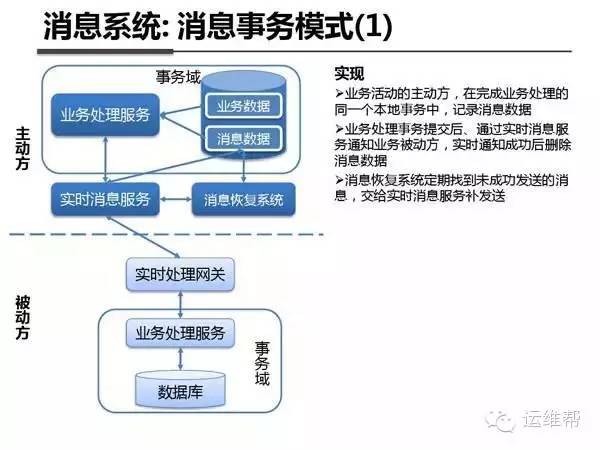 消息系统: 消息事务模式(1)
事务域
业务处理服务
业务数据
消息数据
主动方
实时消息服务
消息恢复系统
实时处理网关
被动方
业务处理服务
事务域
数据库
实现
➢业务活动的主动方，在完成业务处理的
同一个本地事务中，记录消息数据
➢业务处理事务提交后、通过实时消息服
务通知业务被动方，实时通知成功后删除
消息数据
➢消息恢复系统定期找到未成功发送的消
息，交给实时消息服务补发送
运维帮